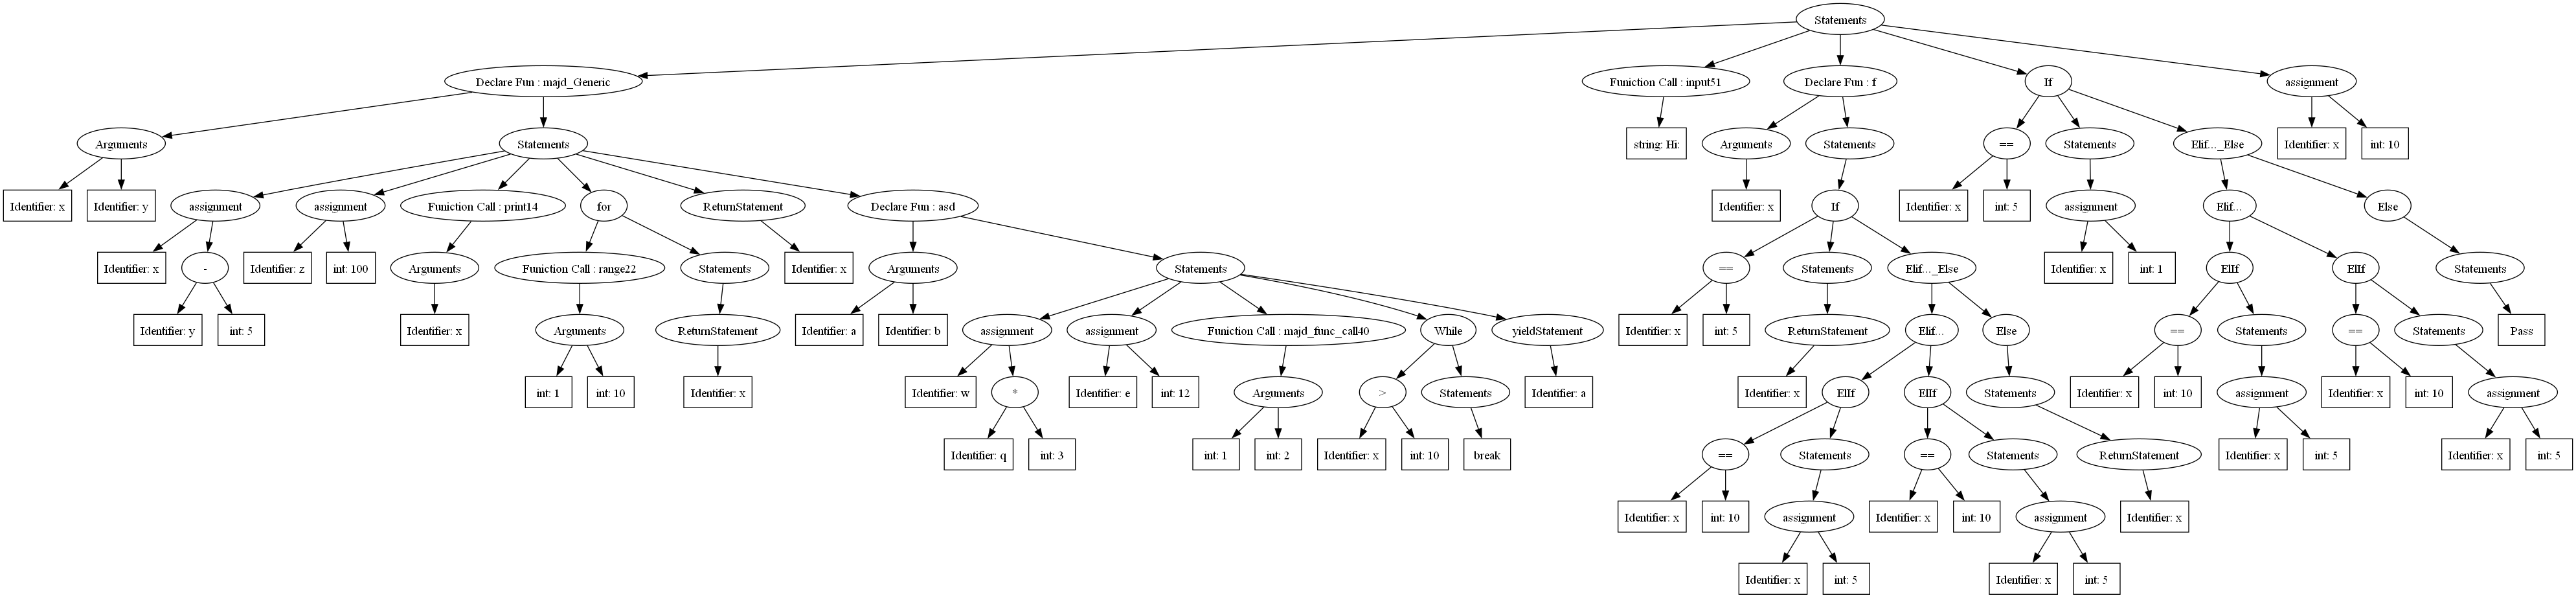 Statements
Declare Fun : majd_Generic
Funiction Call : input51
Declare Fun : f
If
assignment
Arguments
Statements
string: Hi:
Arguments
Statements
==
Statements
Elif..._Else
Identifier: x
int: 10
Identifier: x
Identifier: y
assignment
assignment
Funiction Call : print14
for
ReturnStatement
Declare Fun : asd
Identifier: x
If
Identifier: x
int: 5
assignment
Elif...
Else
Identifier: x
-
Identifier: z
int: 100
Arguments
Funiction Call : range22
Statements
Identifier: x
Arguments
Statements
==
Statements
Elif..._Else
Identifier: x
int: 1
ElIf
ElIf
Statements
Identifier: y
int: 5
Identifier: x
Arguments
ReturnStatement
Identifier: a
Identifier: b
assignment
assignment
Funiction Call : majd_func_call40
While
yieldStatement
Identifier: x
int: 5
ReturnStatement
Elif...
Else
==
Statements
==
Statements
Pass
int: 1
int: 10
Identifier: x
Identifier: w
*
Identifier: e
int: 12
Arguments
>
Statements
Identifier: a
Identifier: x
ElIf
ElIf
Statements
Identifier: x
int: 10
assignment
Identifier: x
int: 10
assignment
Identifier: q
int: 3
int: 1
int: 2
Identifier: x
int: 10
break
==
Statements
==
Statements
ReturnStatement
Identifier: x
int: 5
Identifier: x
int: 5
Identifier: x
int: 10
assignment
Identifier: x
int: 10
assignment
Identifier: x
Identifier: x
int: 5
Identifier: x
int: 5